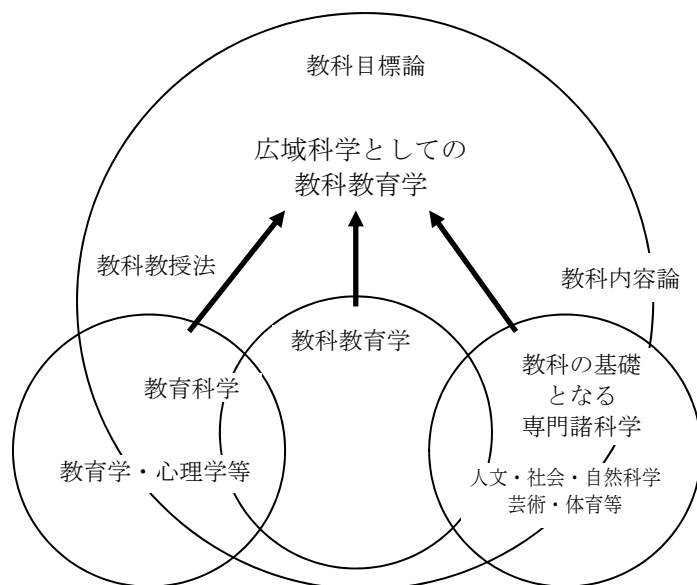 教科目標論
広域科学としての
教科教育学
教科教授法
教科内容論
教科教育学
教育科学
教育学・心理学等
教科の基礎
となる
専門諸科学
人文・社会・自然科学
芸術・体育等